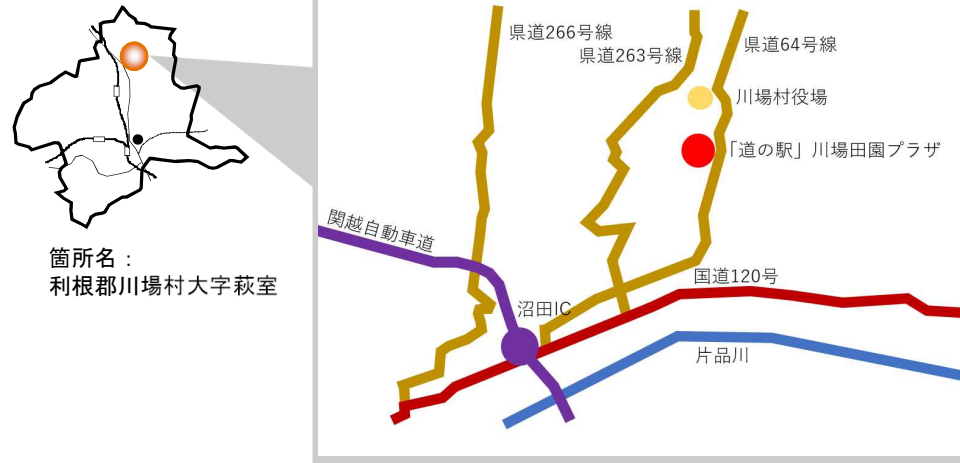 県道266号線
県道263号線
県道64号線
川場村役場
「道の駅」川場田園プラザ
関越自動車道
箇所名：
利根郡川場村大字萩室
国道120号
沼田IC
片品川